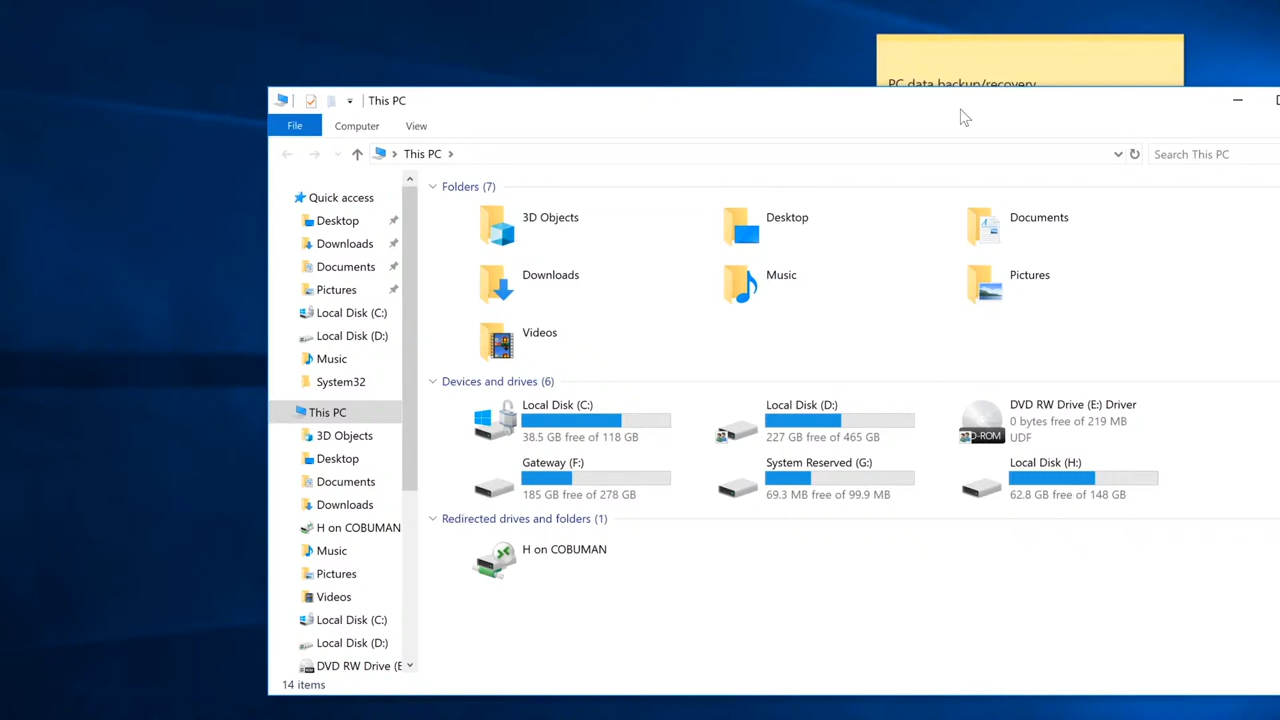 PC data backup/recovery
This PC
File
Computer
View
This PC
Search This PC
Quick access
Desktop
Downloads
Documents
Pictures
Local Disk (C:)
Local Disk (D:)
Music
System32
This PC
3D Objects
Desktop
Documents
Downloads
H on COBUMAN
Music
Pictures
Videos
Local Disk (C:)
Local Disk (D:)
DVD RW Drive (E
14 items
Folders (7)
3D Objects
Desktop
Documents
Downloads
Music
Pictures
Videos
Devices and drives (6)
Local Disk (C:)
38.5 GB free of 118 GB
Local Disk (D:)
227 GB free of 465 GB
DVD RW Drive (E:) Driver
0 bytes free of 219 MB
UDF
D-ROM
Gateway (F:)
185 GB free of 278 GB
System Reserved (G:)
69.3 MB free of 99.9 MB
Local Disk (H:)
62.8 GB free of 148 GB
Redirected drives and folders (1)
H on COBUMAN